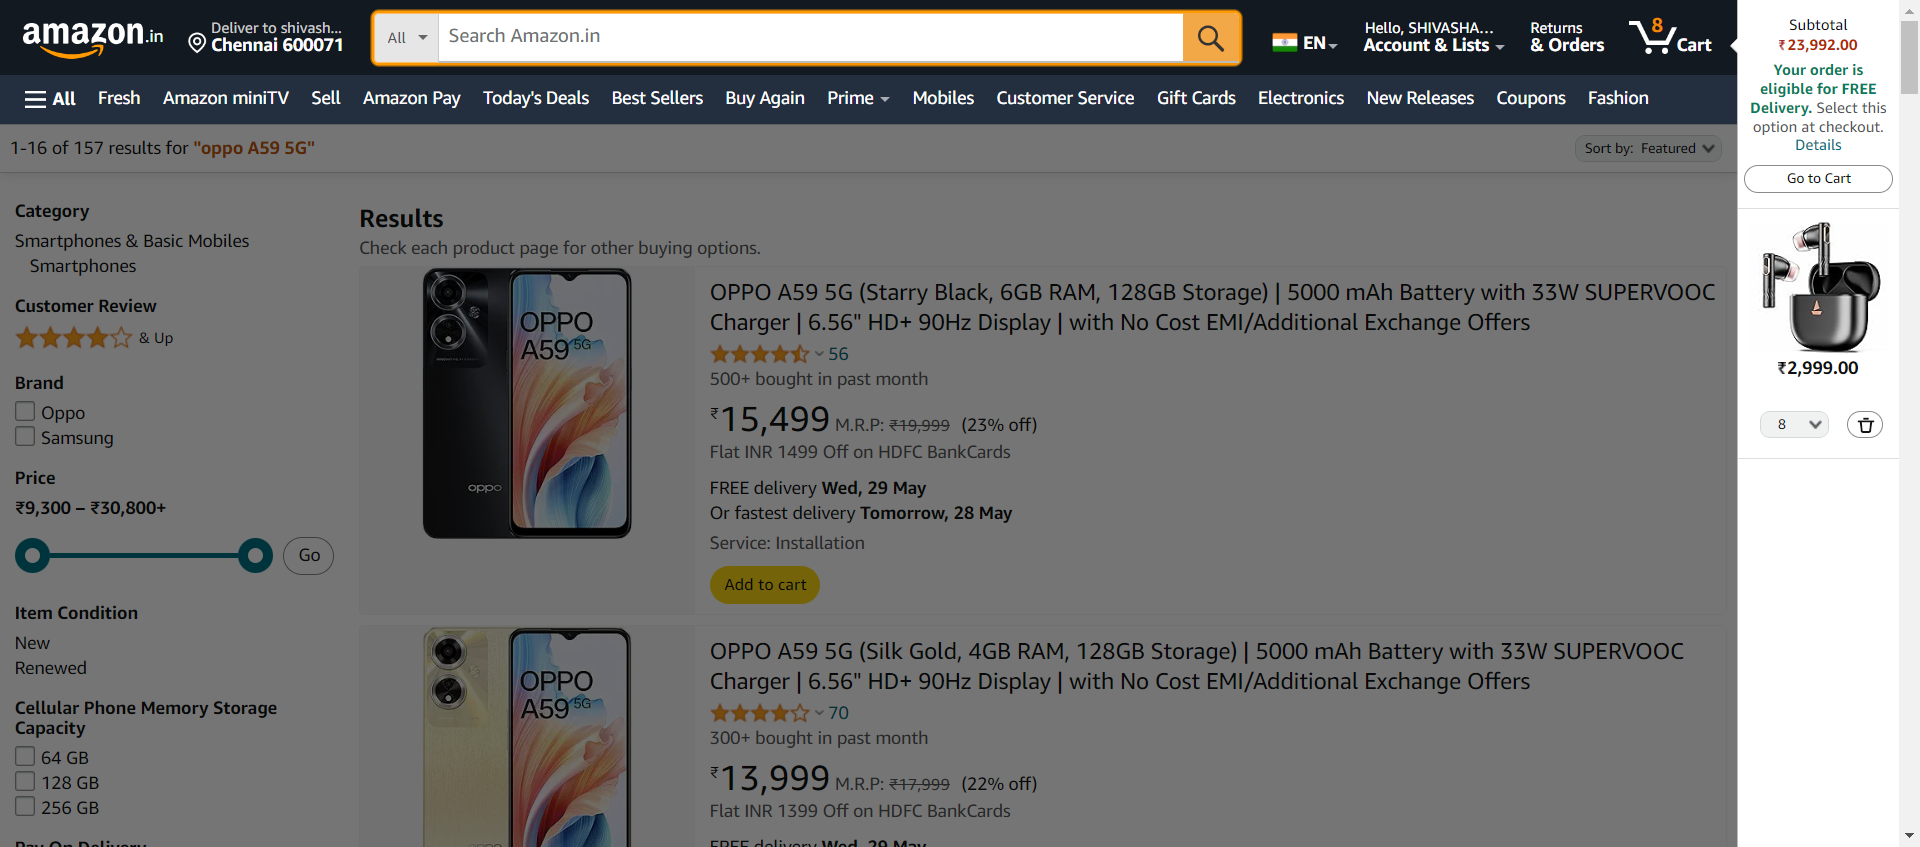 amazon.in
Deliver to shivash...
Chennai 600071
All
Search Amazon.in
EN
Hello, SHIVASHA...
Account & Lists
Returns
& Orders
8
Cart
All
Fresh
Amazon miniTV
Sell
Amazon Pay
Today's Deals
Best Sellers
Buy Again
Prime
Mobiles
Customer Service
Gift Cards
Electronics
New Releases
Coupons
Fashion
1-16 of 157 results for "oppo A59 5G"
Sort by: Featured
Category
Smartphones & Basic Mobiles
Smartphones
Customer Review
& Up
Brand
Oppo
Samsung
Price
₹9,300 – ₹30,800+
Go
Item Condition
New
Renewed
Cellular Phone Memory Storage
Capacity
64 GB
128 GB
256 GB
Pay On Delivery
Results
Check each product page for other buying options.
OPPO
A59 5G
oppo
OPPO A59 5G (Starry Black, 6GB RAM, 128GB Storage) | 5000 mAh Battery with 33W SUPERVOOC
Charger | 6.56" HD+ 90Hz Display | with No Cost EMI/Additional Exchange Offers
56
500+ bought in past month
₹15,499 M.R.P: ₹19,999 (23% off)
Flat INR 1499 Off on HDFC BankCards
FREE delivery Wed, 29 May
Or fastest delivery Tomorrow, 28 May
Service: Installation
Add to cart
OPPO
A59 5G
oppo
OPPO A59 5G (Silk Gold, 4GB RAM, 128GB Storage) | 5000 mAh Battery with 33W SUPERVOOC
Charger | 6.56" HD+ 90Hz Display | with No Cost EMI/Additional Exchange Offers
70
300+ bought in past month
₹13,999 M.R.P: ₹17,999 (22% off)
Flat INR 1399 Off on HDFC BankCards
FREE delivery Wed, 29 May
Subtotal
₹23,992.00
Your order is
eligible for FREE
Delivery. Select this
option at checkout.
Details
Go to Cart
₹2,999.00
8